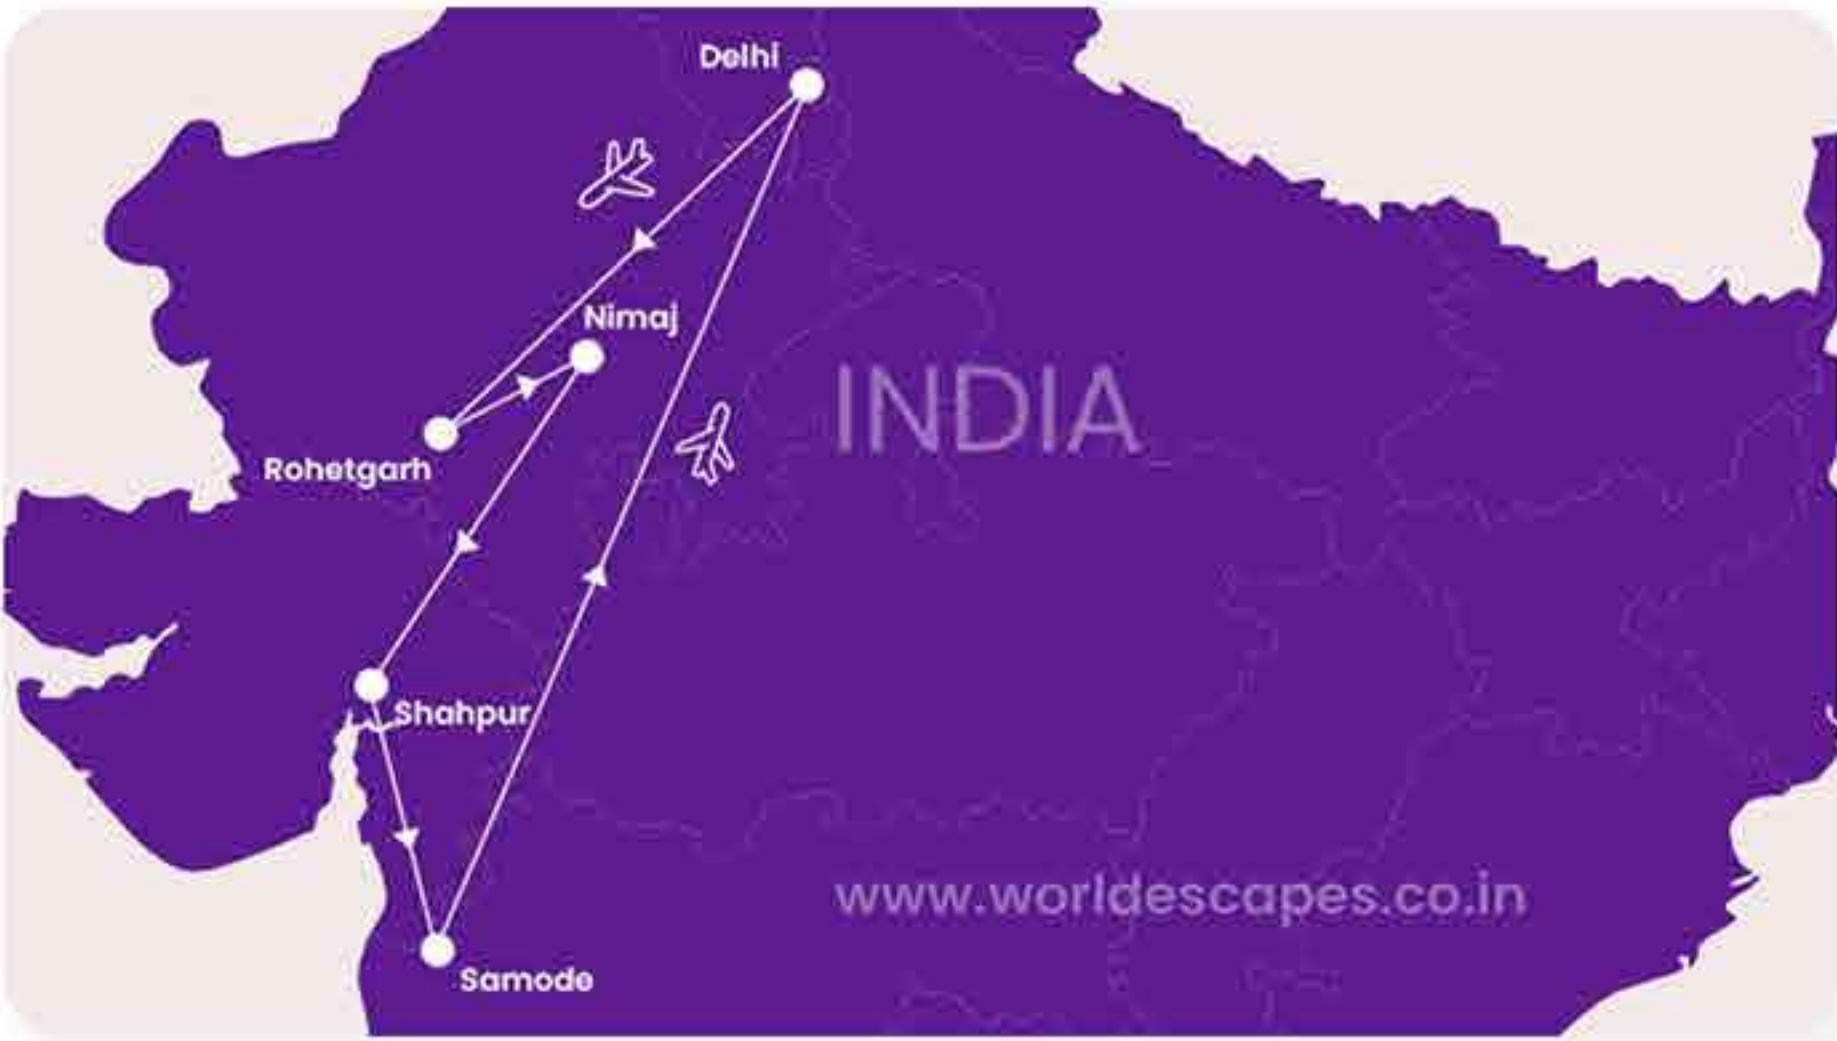 Delhi
Nimaj
INDIA
Rohetgarh
Shahpur
www.worldescapes.co.in
Samode